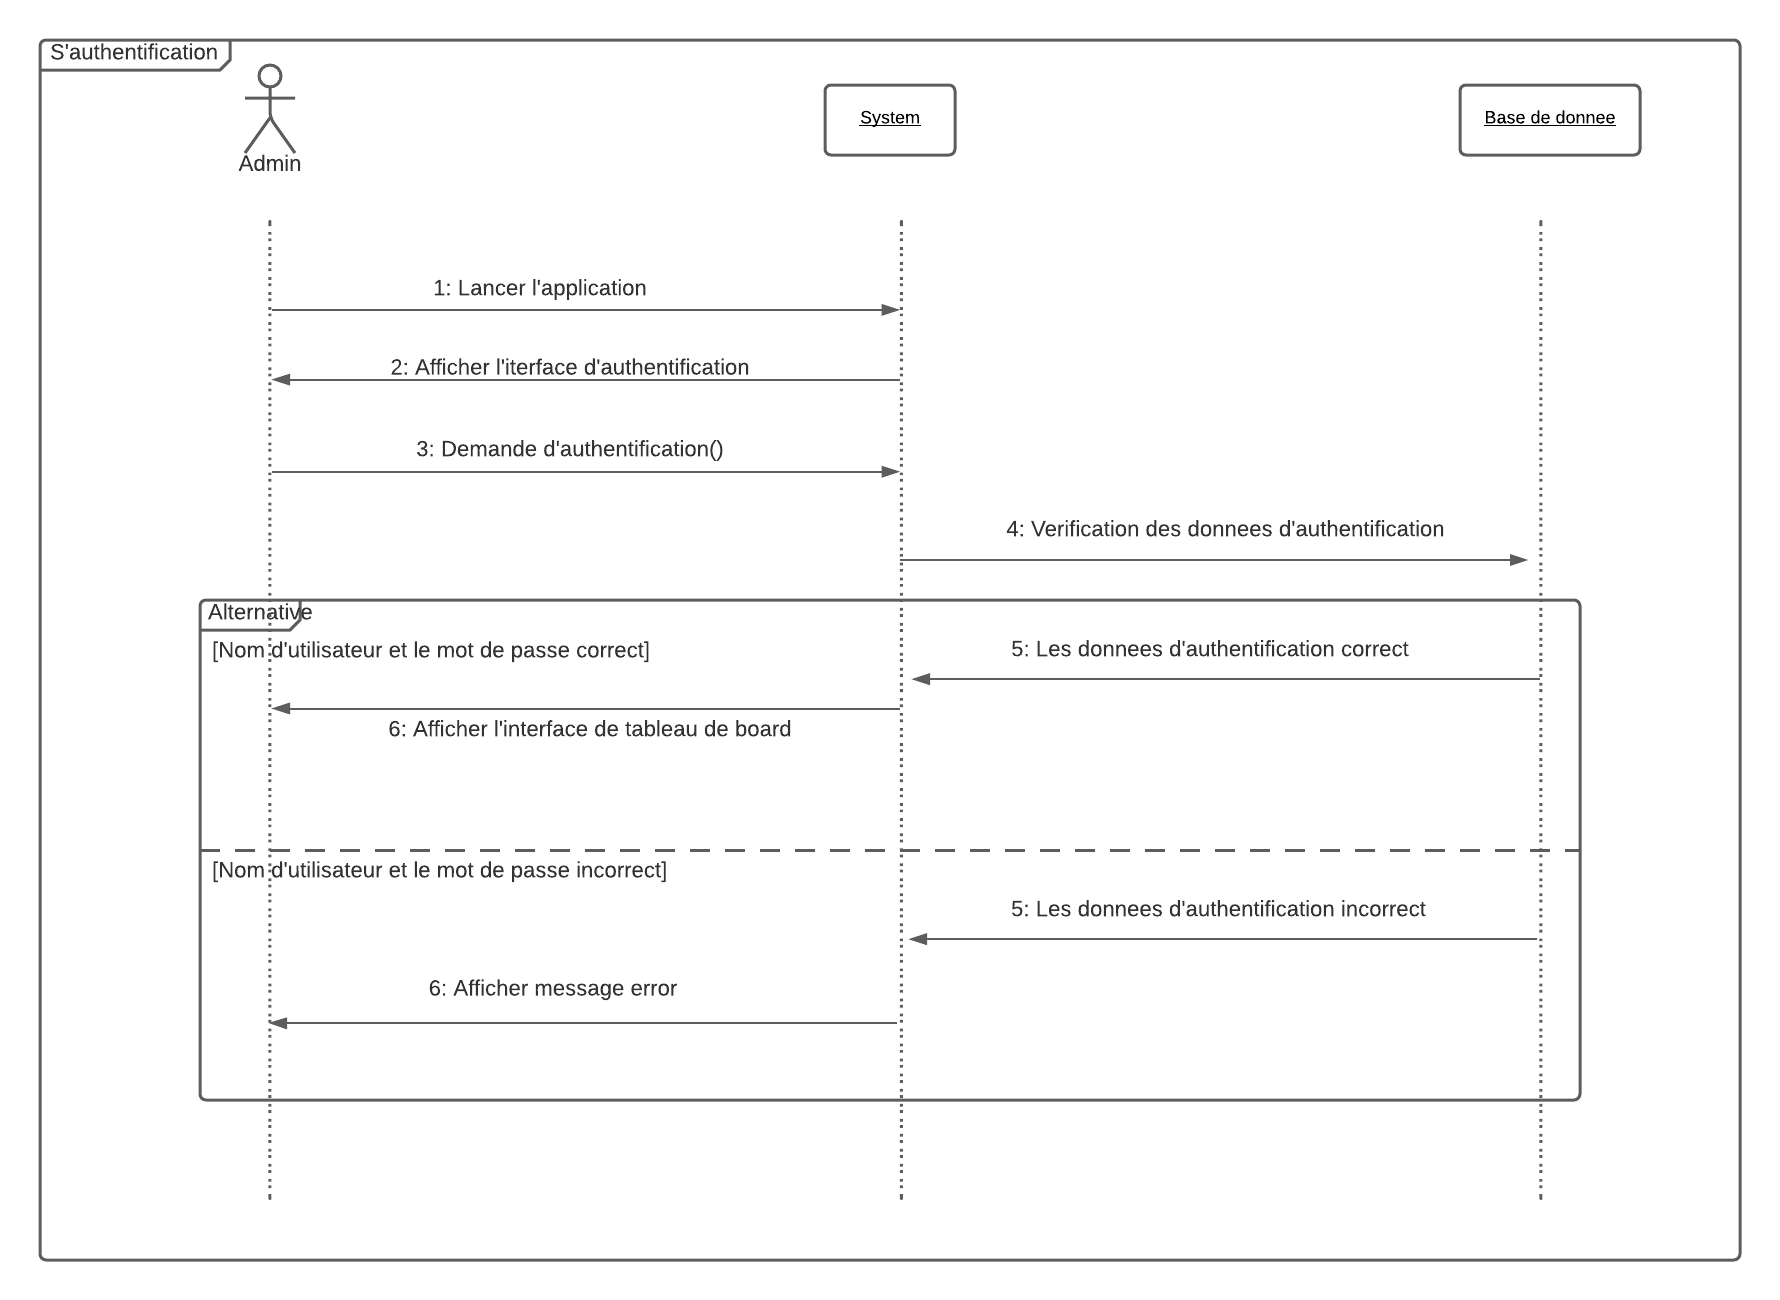 S'authentification
Admin
System
Base de donnee
1: Lancer l'application
2: Afficher l'iterface d'authentification
3: Demande d'authentification()
4: Verification des donnees d'authentification
Alternative
[Nom d'utilisateur et le mot de passe correct]
5: Les donnees d'authentification correct
6: Afficher l'interface de tableau de board
[Nom d'utilisateur et le mot de passe incorrect]
5: Les donnees d'authentification incorrect
6: Afficher message error